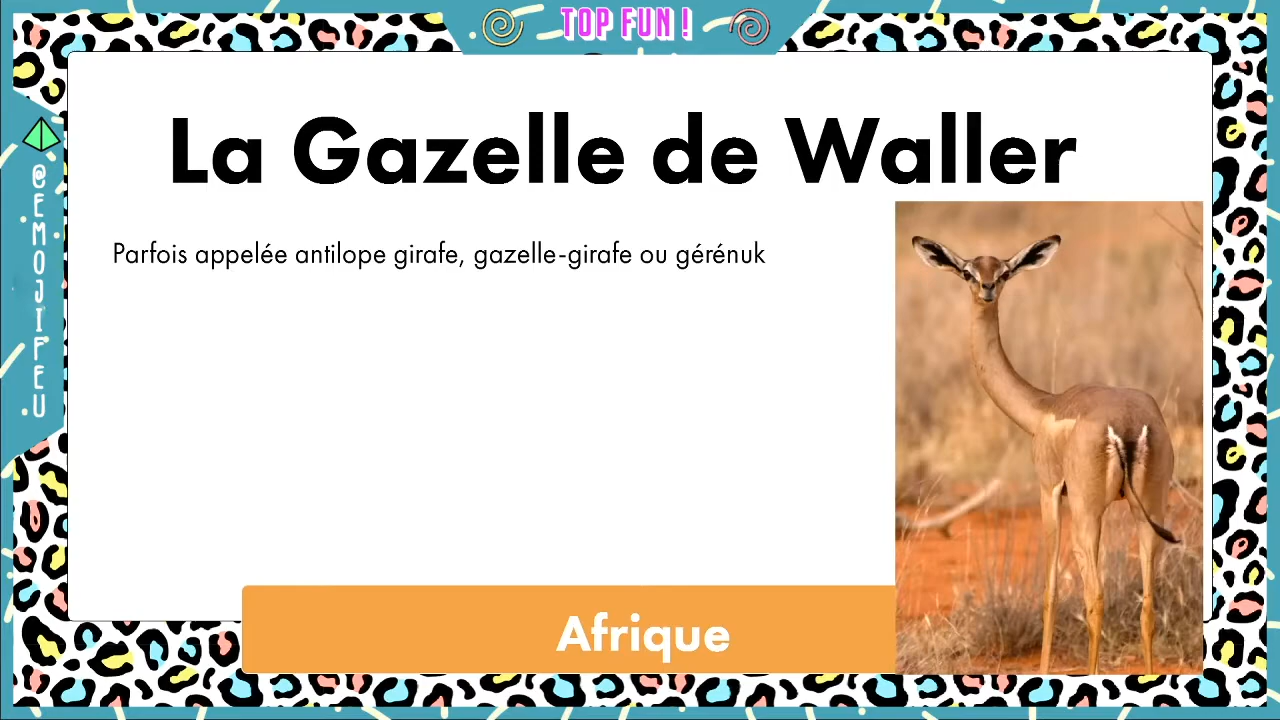 TOP FUN !
@EMOJIFEU
La Gazelle de Waller
Parfois appelée antilope girafe, gazelle-girafe ou gérénuk
Afrique